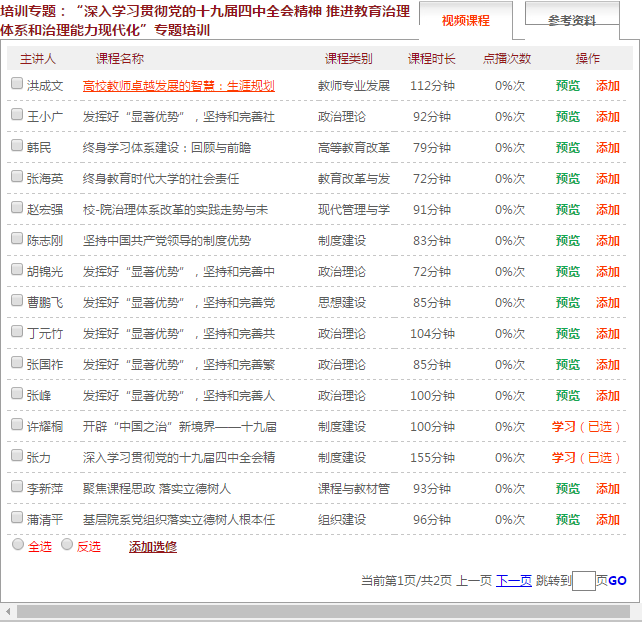 培训专题：“深入学习贯彻党的十九届四中全会精神 推进教育治理
体系和治理能力现代化”专题培训
视频课程 参考资料
主讲人 课程名称 课程类别 课程时长 点播次数 操作
洪成文 高校教师卓越发展的智慧：生涯规划 教师专业发展 112分钟 0%次 预览 添加
王小广 发挥好“显著优势”，坚持和完善社 政治理论 92分钟 0%次 预览 添加
韩民 终身学习体系建设：回顾与前瞻 高等教育改革 79分钟 0%次 预览 添加
张海英 终身教育时代大学的社会责任 教育改革与发 72分钟 0%次 预览 添加
赵宏强 校-院治理体系改革的实践走势与未 现代管理与学 91分钟 0%次 预览 添加
陈志刚 坚持中国共产党领导的制度优势 制度建设 83分钟 0%次 预览 添加
胡锦光 发挥好“显著优势”，坚持和完善中 政治理论 72分钟 0%次 预览 添加
曹鹏飞 发挥好“显著优势”，坚持和完善党 思想建设 85分钟 0%次 预览 添加
丁元竹 发挥好“显著优势”，坚持和完善共 政治理论 104分钟 0%次 预览 添加
张国祚 发挥好“显著优势”，坚持和完善繁 政治理论 85分钟 0%次 预览 添加
张峰 发挥好“显著优势”，坚持和完善人 政治理论 100分钟 0%次 预览 添加
许耀桐 开辟“中国之治”新境界——十九届 制度建设 100分钟 0%次 学习（已选）
张力 深入学习贯彻党的十九届四中全会精 制度建设 155分钟 0%次 学习（已选）
李新萍 聚焦课程思政 落实立德树人 课程与教材管 93分钟 0%次 预览 添加
蒲清平 基层院系党组织落实立德树人根本任 组织建设 96分钟 0%次 预览 添加
全选 反选 添加选修
当前第1页/共2页 上一页 下一页 跳转到 页GO